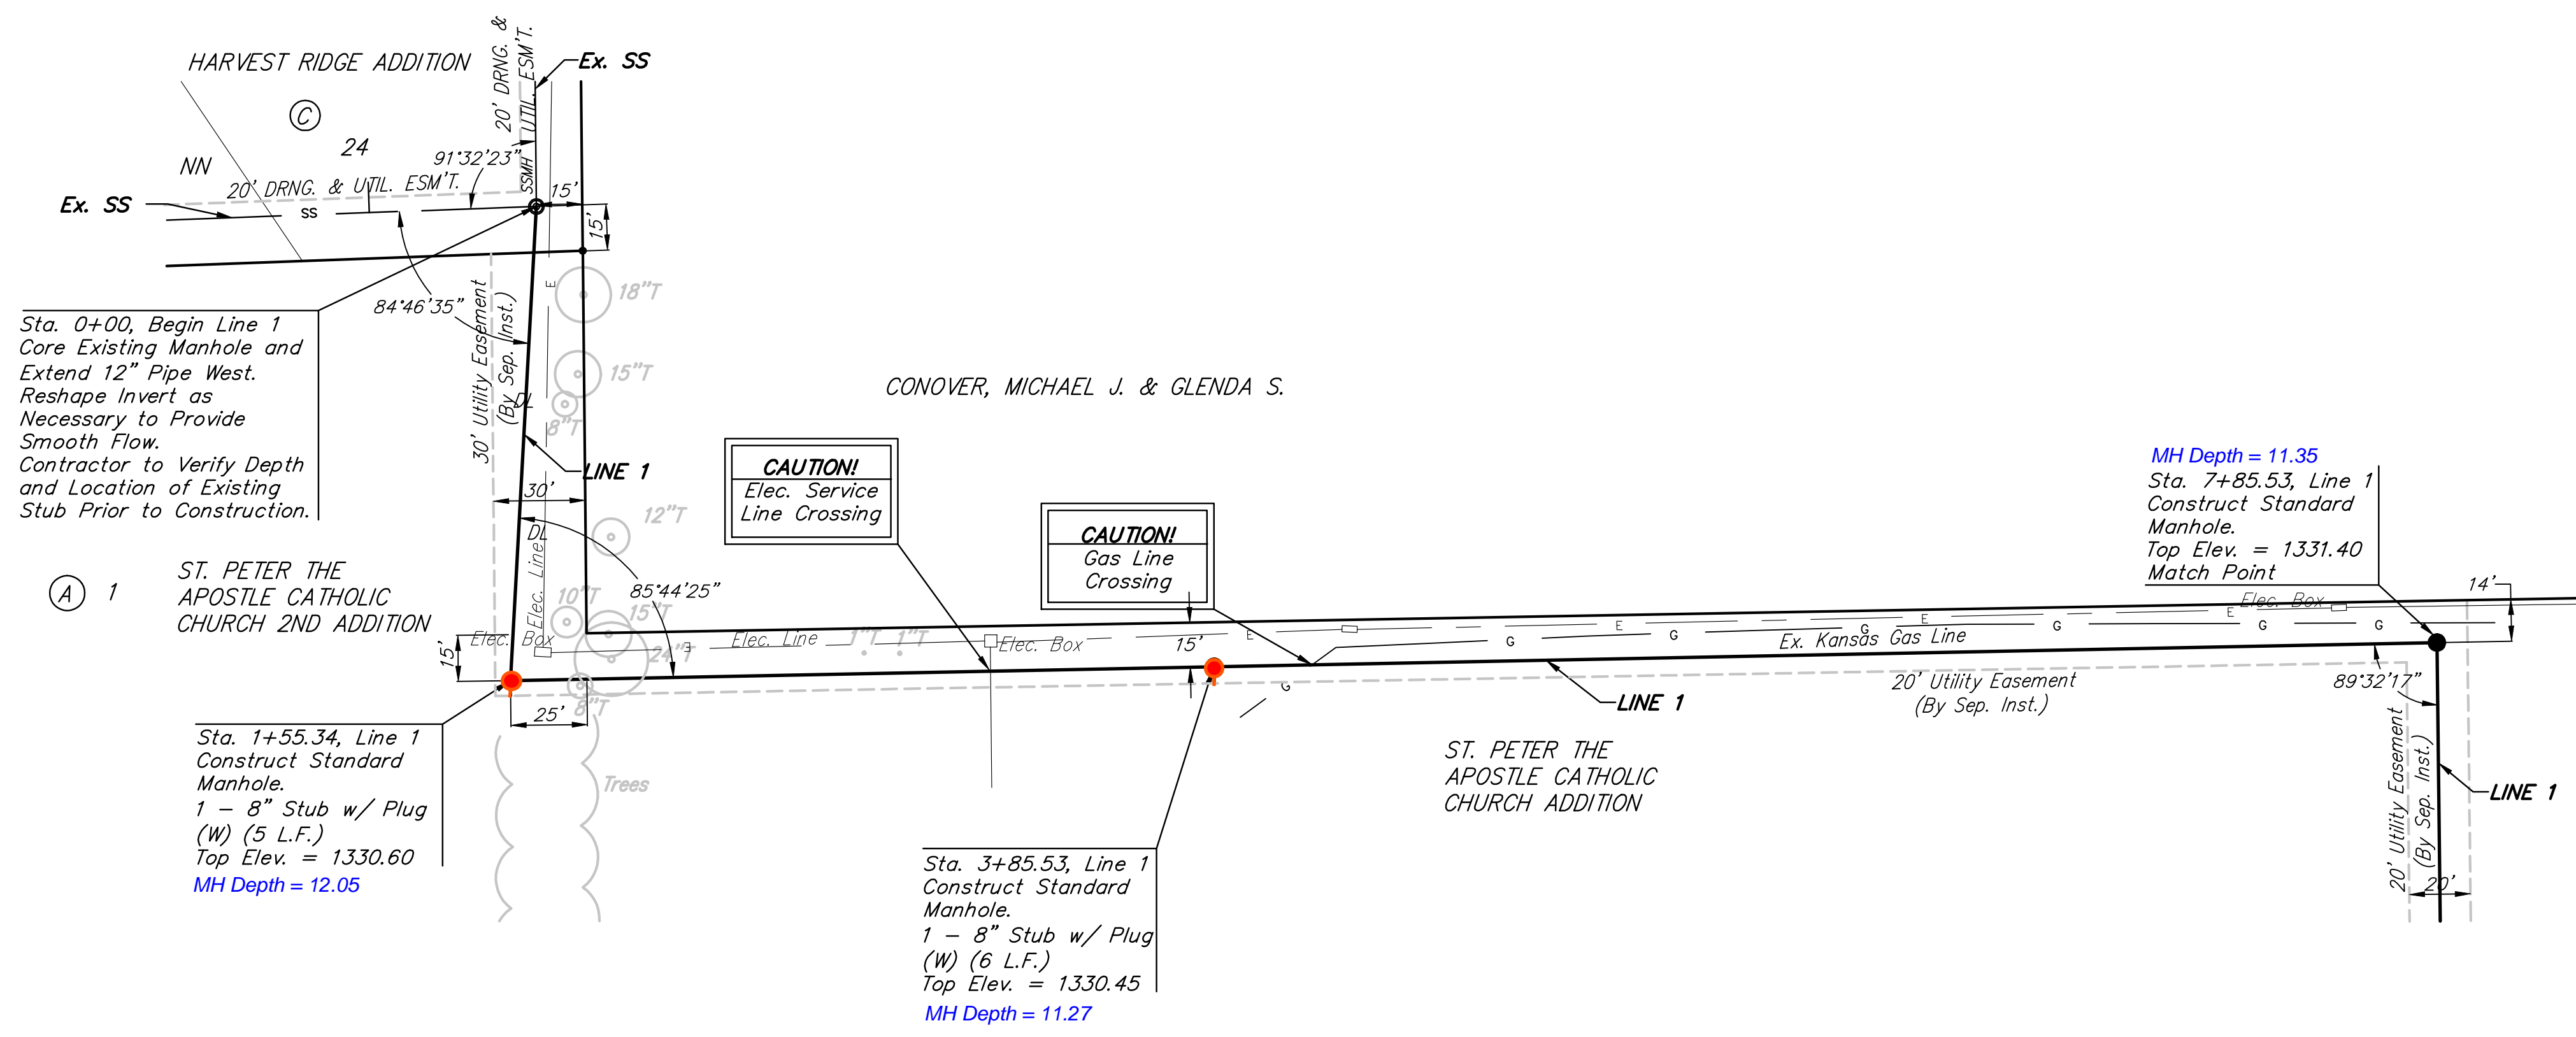 HARVEST RIDGE ADDITION
C
24
NN
20' DRNG. & UTIL. ESM'T.
20' DRNG. &
UTIL. ESM'T.
Ex. SS
91°32'23"
SSMH
15'
15'
Ex. SS
SS
84°46'35"
Sta. 0+00, Begin Line 1
Core Existing Manhole and
Extend 12" Pipe West.
Reshape Invert as
Necessary to Provide
Smooth Flow.
Contractor to Verify Depth
and Location of Existing
Stub Prior to Construction.
30' Utility Easement
(By Sep. Inst.)
E
18"T
15"T
DL
8"T
LINE 1
30'
12"T
DL
Elec. Line
10"T
15"T
85°44'25"
A 1
ST. PETER THE
APOSTLE CATHOLIC
CHURCH 2ND ADDITION
15'
Elec. Box
24"T
8"T
25'
E
Elec. Line
1"T
1"T
Elec. Box
Trees
Sta. 1+55.34, Line 1
Construct Standard
Manhole.
1 - 8" Stub w/ Plug
(W) (5 L.F.)
Top Elev. = 1330.60
MH Depth = 12.05
CONOVER, MICHAEL J. & GLENDA S.
CAUTION!
Elec. Service
Line Crossing
CAUTION!
Gas Line
Crossing
15'
E
G
G
G
E
G
E
G
E
G
G
Ex. Kansas Gas Line
Elec. Box
LINE 1
20' Utility Easement
(By Sep. Inst.)
ST. PETER THE
APOSTLE CATHOLIC
CHURCH ADDITION
Sta. 3+85.53, Line 1
Construct Standard
Manhole.
1 - 8" Stub w/ Plug
(W) (6 L.F.)
Top Elev. = 1330.45
MH Depth = 11.27
MH Depth = 11.35
Sta. 7+85.53, Line 1
Construct Standard
Manhole.
Top Elev. = 1331.40
Match Point
14'
89°32'17"
20' Utility Easement
(By Sep. Inst.)
LINE 1
20'